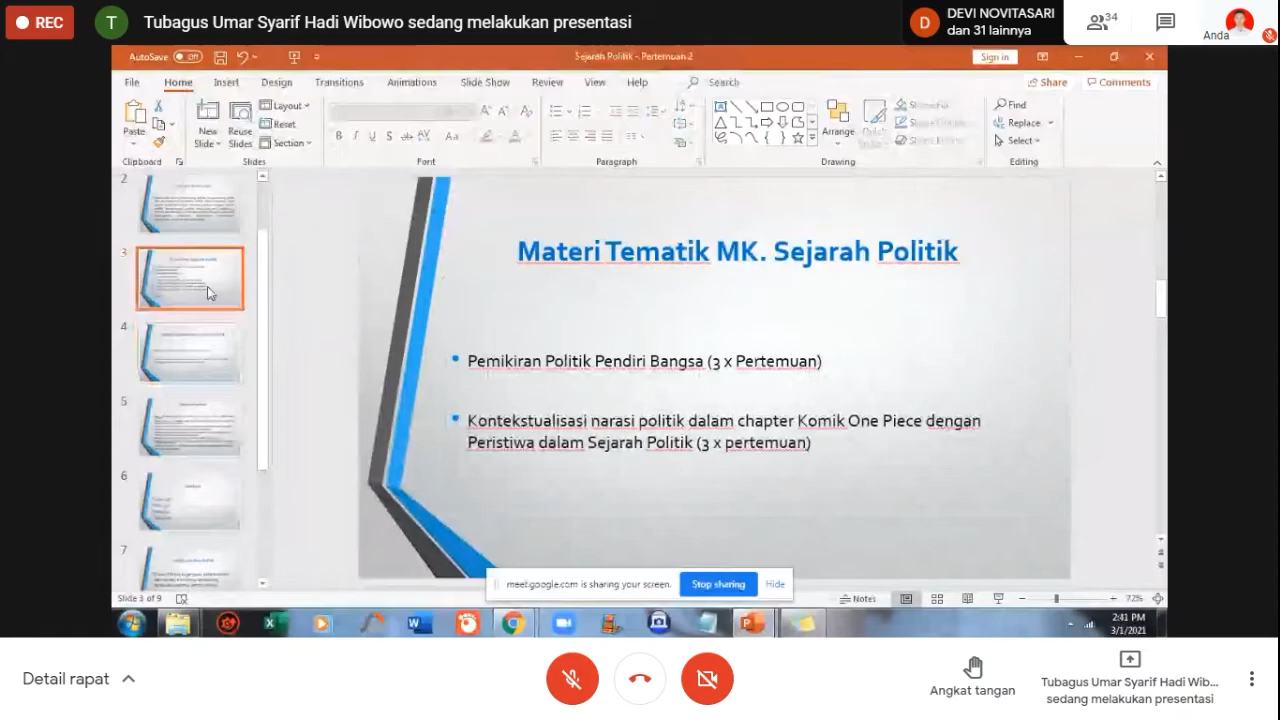 REC
T
Tubagus Umar Syarif Hadi Wibowo sedang melakukan presentasi
D
DEVI NOVITASARI
dan 31 lainnya
34
Anda
AutoSave Off
Sejarah Politik - Pertemuan 2
Sign in
File Home Insert Design Transitions Animations Slide Show Review View Help Search
Share Comments
Paste
New
Slide
Reuse
Slides
Layout
Reset
Section
B I U S ab AV Aa
Arrange
Find
Replace
Select
Clipboard Slides Font Paragraph Drawing Editing
2
3
4
5
6
7
Materi Tematik MK. Sejarah Politik
• Pemikiran Politik Pendiri Bangsa (3 x Pertemuan)
• Kontekstualisasi narasi politik dalam chapter Komik One Piece dengan
Peristiwa dalam Sejarah Politik (3 x pertemuan)
meet.google.com is sharing your screen. Stop sharing Hide
Slide 3 of 9
Notes
72%
2:41 PM
3/1/2021
Detail rapat
Angkat tangan
Tubagus Umar Syarif Hadi Wib...
sedang melakukan presentasi